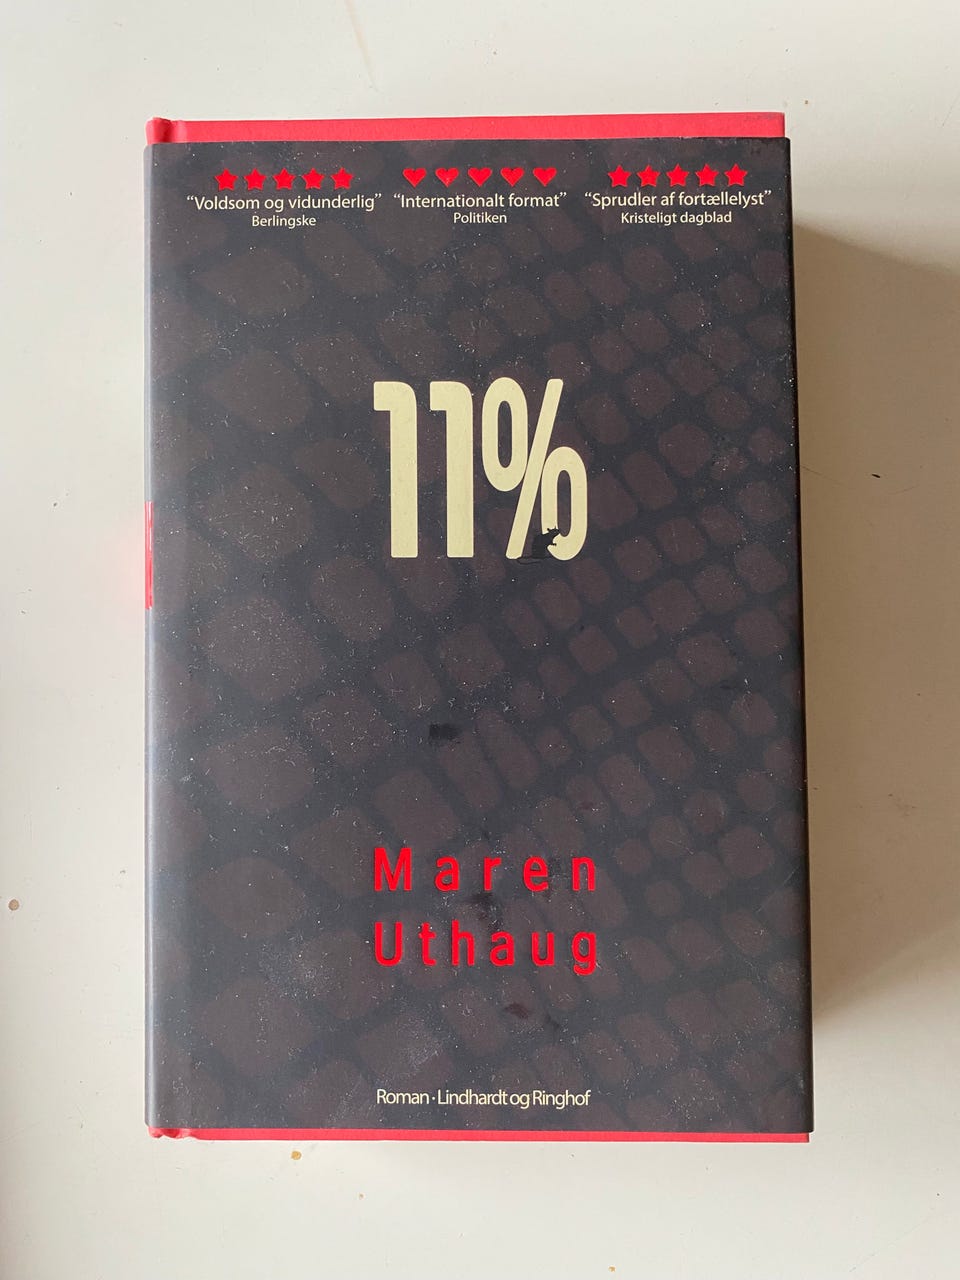 ★★★★★
“Voldsom og vidunderlig”
Berlingske
♥♥♥♥♥
“Internationalt format”
Politiken
★★★★★
“Sprudler af fortællelyst”
Kristeligt dagblad
11%
Maren
Uthaug
Roman · Lindhardt og Ringhof